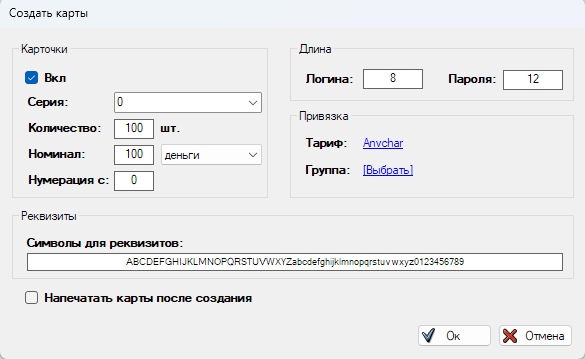 Создать карты
Карточки
Вкл
Серия: 0
Количество: 100 шт.
Номинал: 100 деньги
Нумерация с: 0
Длина
Логина: 8 Пароля: 12
Привязка
Тариф: Anvchar
Группа: [Выбрать]
Реквизиты
Символы для реквизитов:
ABCDEFGHIJKLMNOPQRSTUVWXYZabcdefghijklmnopqrstuvwxyz0123456789
Напечатать карты после создания
Ок Отмена